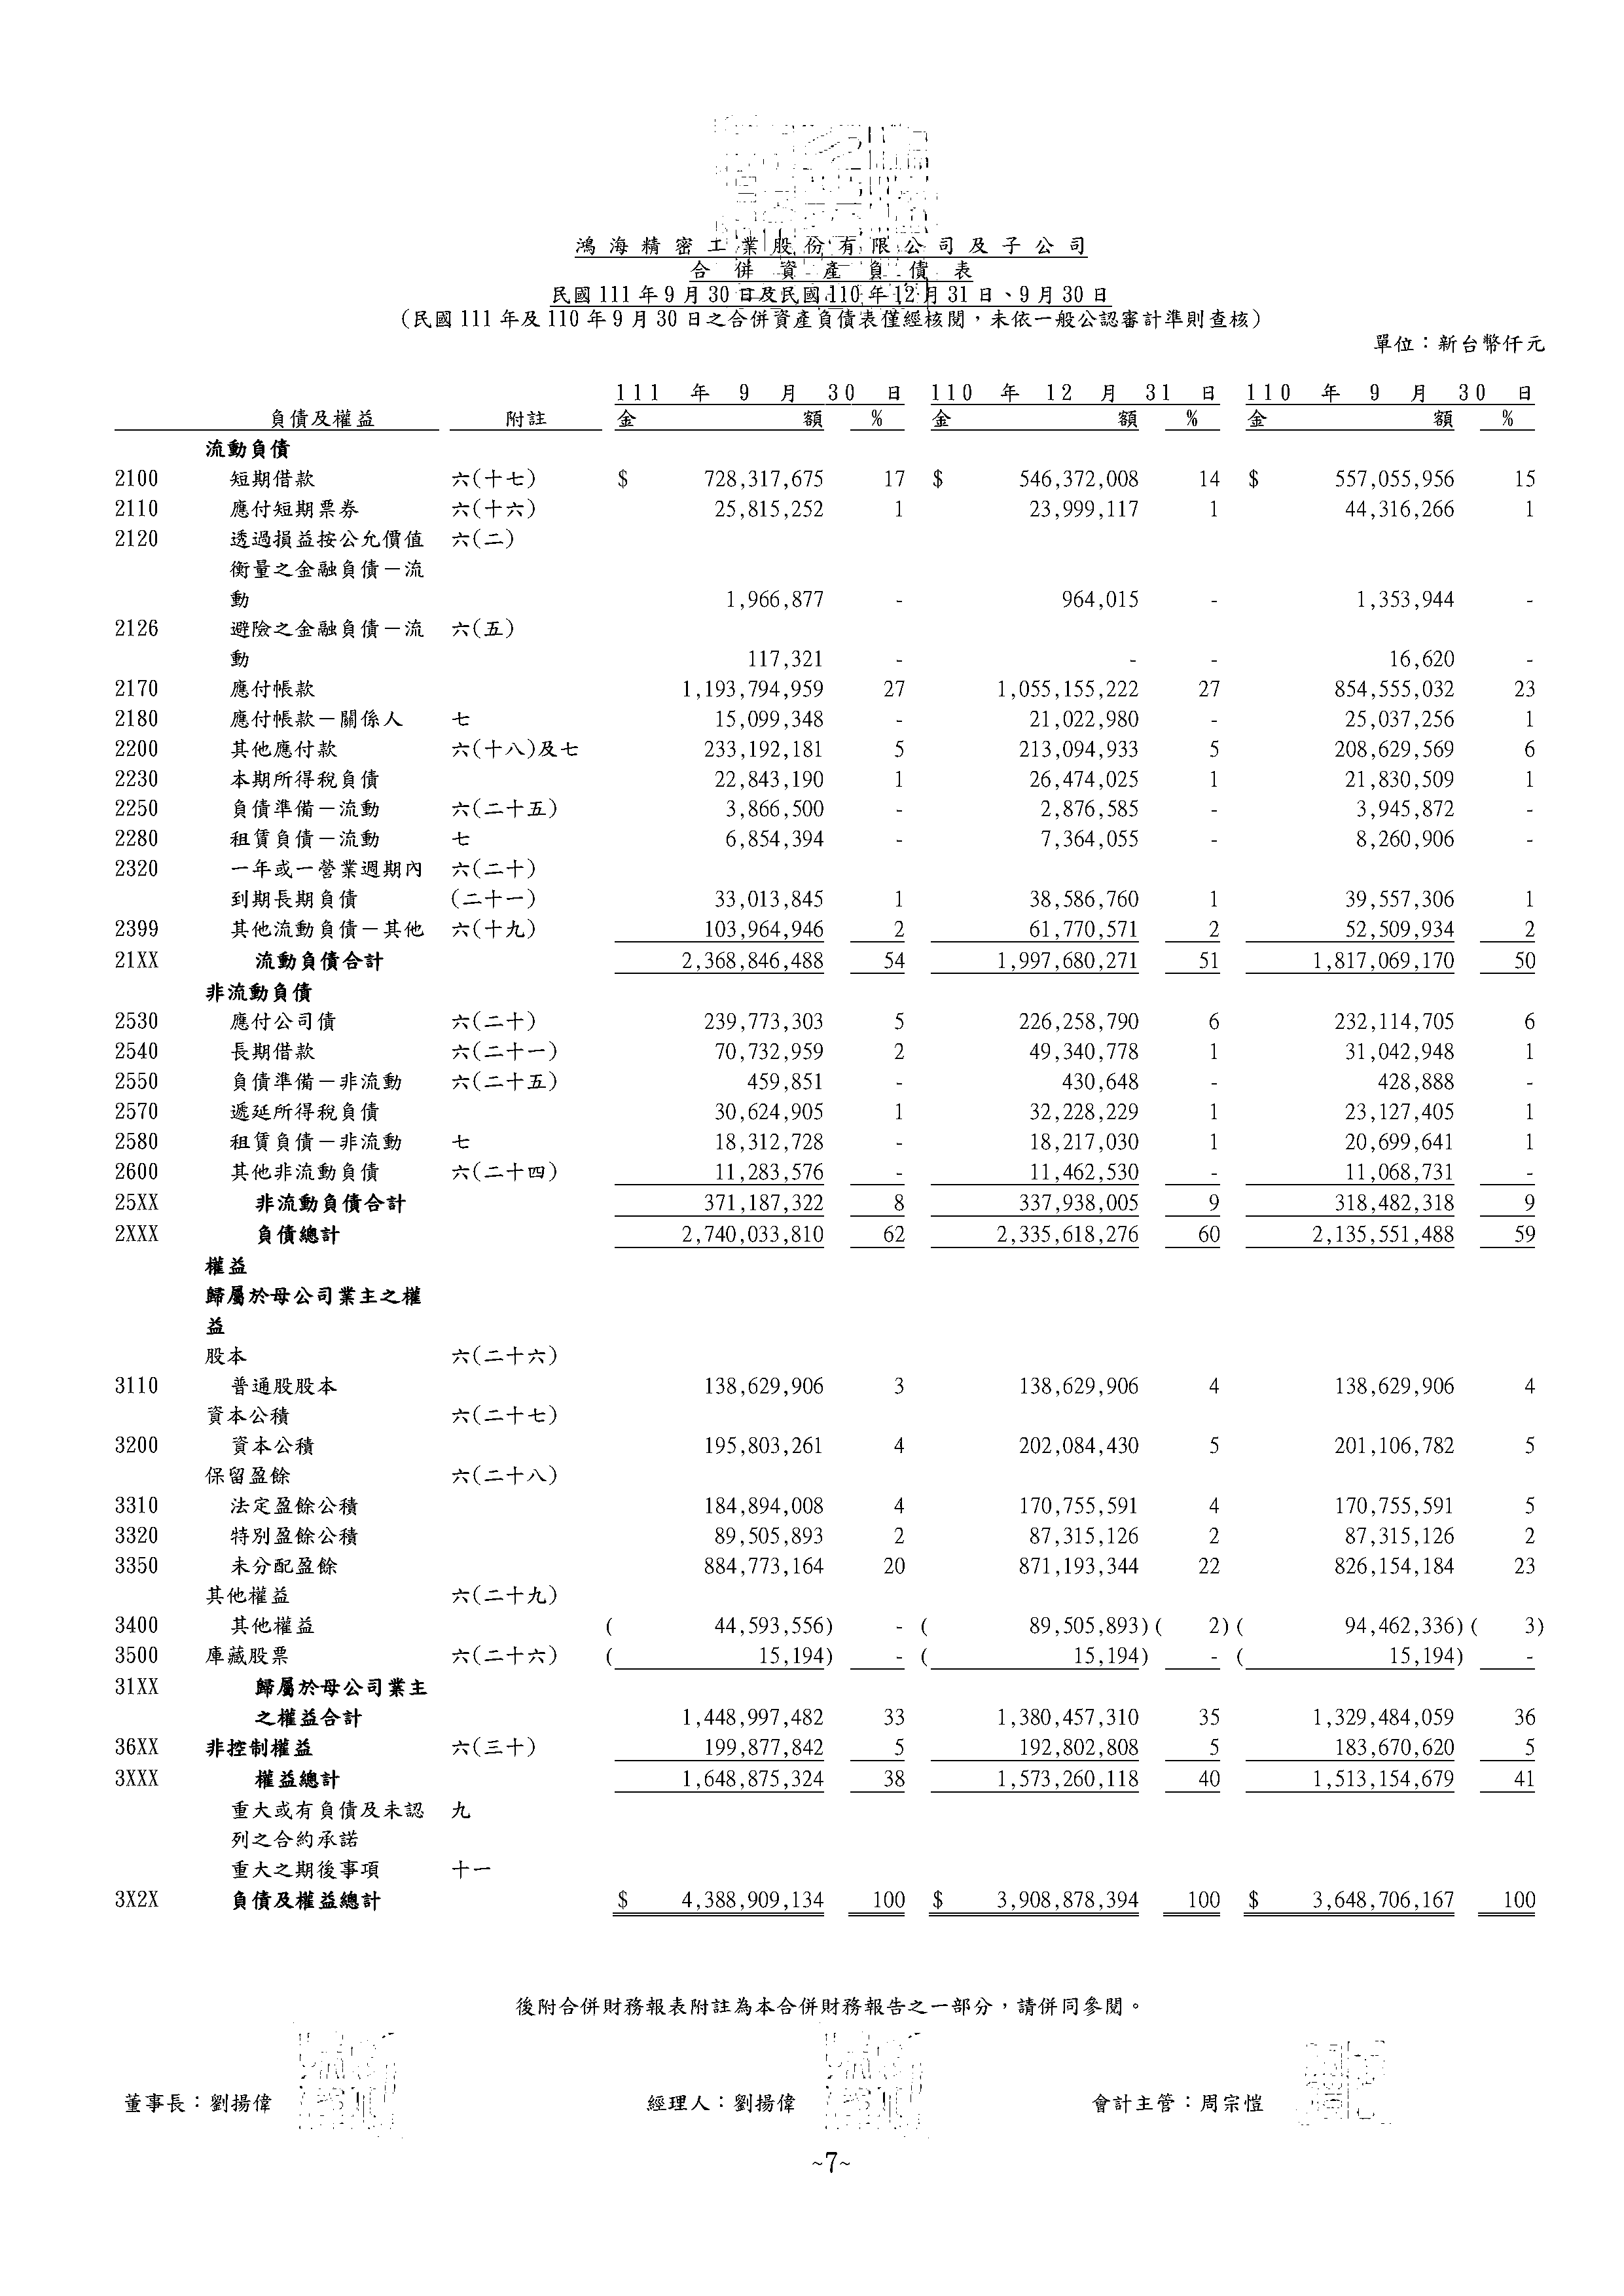 鴻海精密工業股份有限公司及子公司
合併資產負債表
民國111年9月30日及民國110年12月31日、9月30日
（民國111年及110年9月30日之合併資產負債表僅經核閱，未依一般公認審計準則查核）
單位：新台幣仟元
111年9月30日 110年12月31日 110年9月30日
負債及權益 附註 金額 % 金額 % 金額 %
流動負債
2100 短期借款 六(十七) $ 728,317,675 17 $ 546,372,008 14 $ 557,055,956 15
2110 應付短期票券 六(十六) 25,815,252 1 23,999,117 1 44,316,266 1
2120 透過損益按公允價值 六(二)
衡量之金融負債－流
動 1,966,877 - 964,015 - 1,353,944 -
2126 避險之金融負債－流 六(五)
動 117,321 - - - 16,620 -
2170 應付帳款 1,193,794,959 27 1,055,155,222 27 854,555,032 23
2180 應付帳款－關係人 七 15,099,348 - 21,022,980 - 25,037,256 1
2200 其他應付款 六(十八)及七 233,192,181 5 213,094,933 5 208,629,569 6
2230 本期所得稅負債 22,843,190 1 26,474,025 1 21,830,509 1
2250 負債準備－流動 六(二十五) 3,866,500 - 2,876,585 - 3,945,872 -
2280 租賃負債－流動 七 6,854,394 - 7,364,055 - 8,260,906 -
2320 一年或一營業週期內 六(二十)
到期長期負債 (二十一) 33,013,845 1 38,586,760 1 39,557,306 1
2399 其他流動負債－其他 六(十九) 103,964,946 2 61,770,571 2 52,509,934 2
21XX 流動負債合計 2,368,846,488 54 1,997,680,271 51 1,817,069,170 50
非流動負債
2530 應付公司債 六(二十) 239,773,303 5 226,258,790 6 232,114,705 6
2540 長期借款 六(二十一) 70,732,959 2 49,340,778 1 31,042,948 1
2550 負債準備－非流動 六(二十五) 459,851 - 430,648 - 428,888 -
2570 遞延所得稅負債 30,624,905 1 32,228,229 1 23,127,405 1
2580 租賃負債－非流動 七 18,312,728 - 18,217,030 1 20,699,641 1
2600 其他非流動負債 六(二十四) 11,283,576 - 11,462,530 - 11,068,731 -
25XX 非流動負債合計 371,187,322 8 337,938,005 9 318,482,318 9
2XXX 負債總計 2,740,033,810 62 2,335,618,276 60 2,135,551,488 59
權益
歸屬於母公司業主之權
益
股本 六(二十六)
3110 普通股股本 138,629,906 3 138,629,906 4 138,629,906 4
資本公積 六(二十七)
3200 資本公積 195,803,261 4 202,084,430 5 201,106,782 5
保留盈餘 六(二十八)
3310 法定盈餘公積 184,894,008 4 170,755,591 4 170,755,591 5
3320 特別盈餘公積 89,505,893 2 87,315,126 2 87,315,126 2
3350 未分配盈餘 884,773,164 20 871,193,344 22 826,154,184 23
其他權益 六(二十九)
3400 其他權益 ( 44,593,556) - ( 89,505,893) ( 2) ( 94,462,336) ( 3)
3500 庫藏股票 六(二十六) ( 15,194) - ( 15,194) - ( 15,194) -
31XX 歸屬於母公司業主
之權益合計 1,448,997,482 33 1,380,457,310 35 1,329,484,059 36
36XX 非控制權益 六(三十) 199,877,842 5 192,802,808 5 183,670,620 5
3XXX 權益總計 1,648,875,324 38 1,573,260,118 40 1,513,154,679 41
重大或有負債及未認 九
列之合約承諾
重大之期後事項 十一
3X2X 負債及權益總計 $ 4,388,909,134 100 $ 3,908,878,394 100 $ 3,648,706,167 100
後附合併財務報表附註為本合併財務報告之一部分，請併同參閱。
董事長：劉揚偉 經理人：劉揚偉 會計主管：周宗愷
~7~